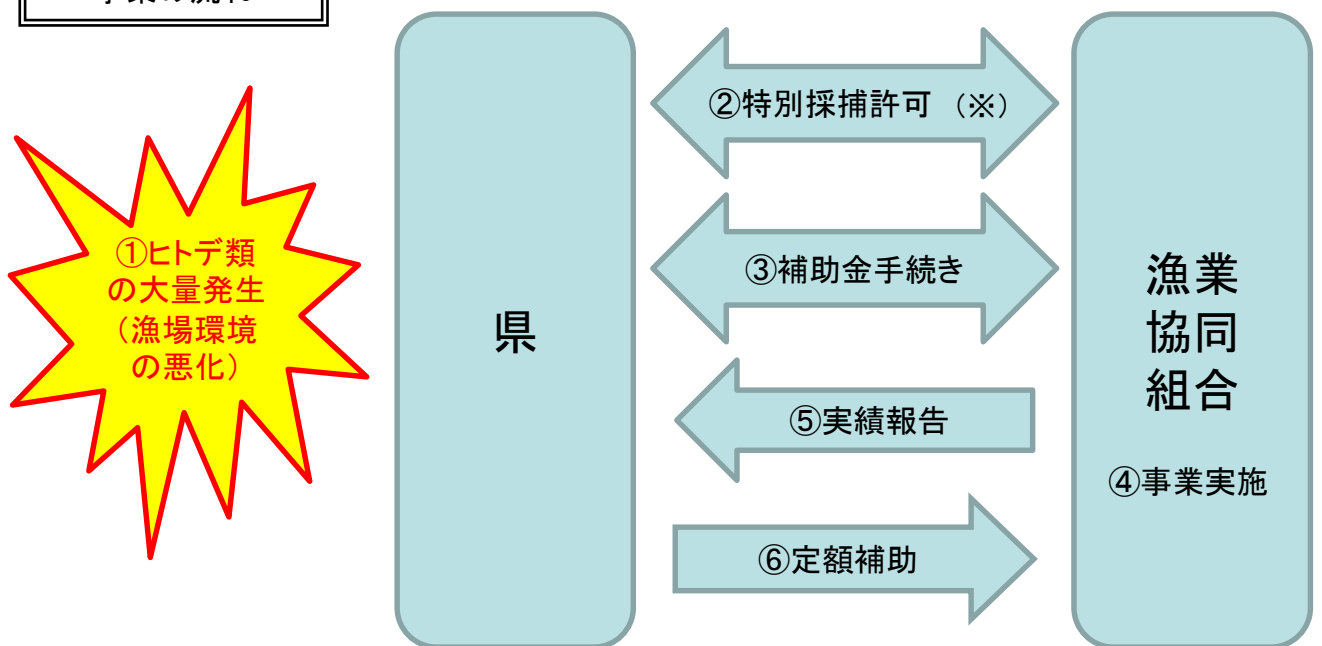 ①ヒトデ類
の大量発生
（漁場環境
の悪化）
県
②特別採捕許可 （※）
③補助金手続き
⑤実績報告
⑥定額補助
漁業
協同
組合
④事業実施